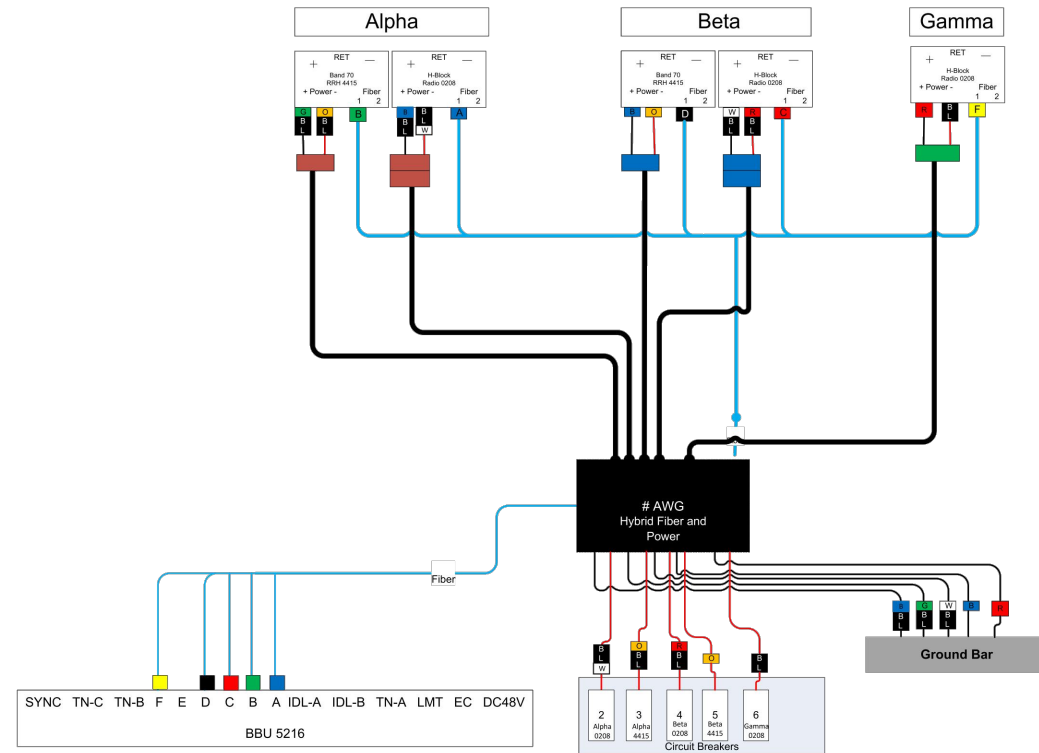 Alpha
Beta
Gamma
RET
+ —
Band 70
RRH 4415
+ Power - Fiber
1 2
RET
+ —
H-Block
Radio 0208
+ Power - Fiber
1 2
RET
+ —
Band 70
RRH 4415
+ Power - Fiber
1 2
RET
+ —
H-Block
Radio 0208
+ Power - Fiber
1 2
RET
+ —
H-Block
Radio 0208
+ Power - Fiber
1 2
G
B
L
O
B
L
B
B
B
L
B
L
W
A
B
O
D
W
B
L
R
B
L
C
R
B
L
F
# AWG
Hybrid Fiber and
Power
Fiber
B
B
L
G
B
L
W
B
L
B
R
Ground Bar
B
L
W
O
B
L
R
B
L
O
B
L
SYNC TN-C TN-B F E D C B A IDL-A IDL-B TN-A LMT EC DC48V
BBU 5216
2
Alpha
0208
3
Alpha
4415
4
Beta
0208
5
Beta
4415
6
Gamma
0208
Circuit Breakers